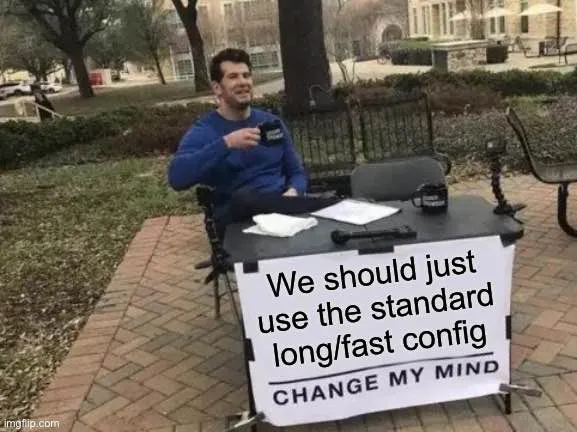 We should just
use the standard
long/fast config
CHANGE MY MIND
imgflip.com